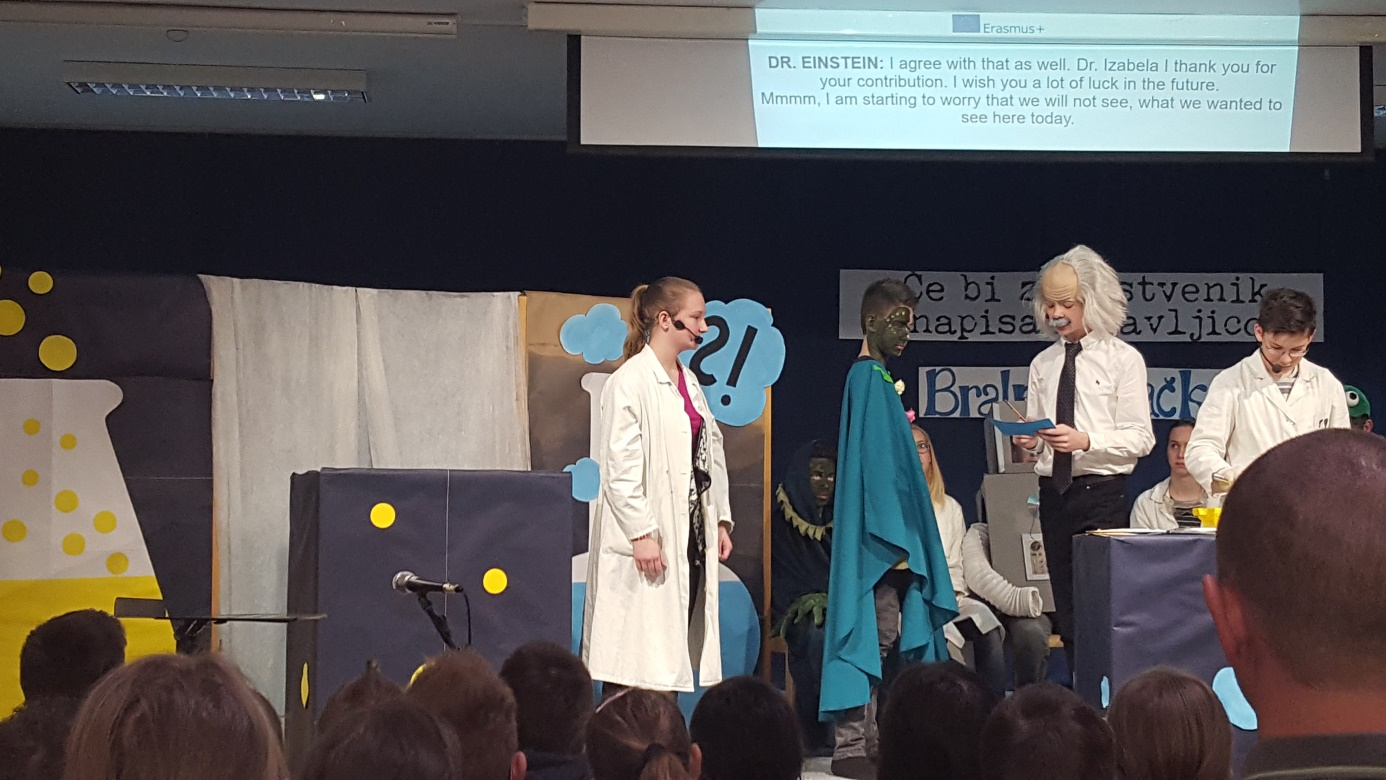 Erasmus+
DR. EINSTEIN: I agree with that as well. Dr. Izabela I thank you for
your contribution. I wish you a lot of luck in the future.
Mmmm, I am starting to worry that we will not see, what we wanted to
see here today.
?!
Če bi